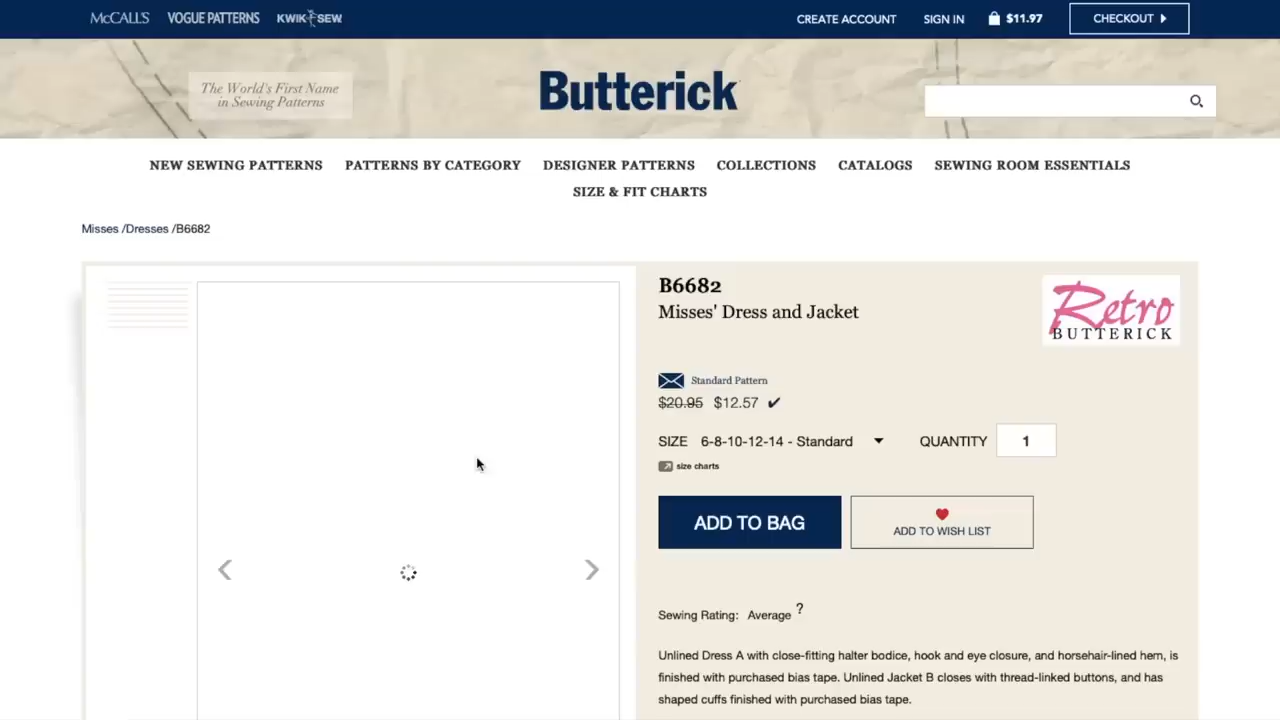 McCALL'S VOGUE PATTERNS KWIK SEW CREATE ACCOUNT SIGN IN $11.97 CHECKOUT
The World's First Name
in Sewing Patterns
Butterick
NEW SEWING PATTERNS PATTERNS BY CATEGORY DESIGNER PATTERNS COLLECTIONS CATALOGS SEWING ROOM ESSENTIALS
SIZE & FIT CHARTS
Misses /Dresses /B6682
B6682
Misses' Dress and Jacket
Retro
BUTTERICK
Standard Pattern
$20.95 $12.57 ✔
SIZE 6-8-10-12-14 - Standard QUANTITY 1
size charts
ADD TO BAG
ADD TO WISH LIST
Sewing Rating: Average ?
Unlined Dress A with close-fitting halter bodice, hook and eye closure, and horsehair-lined hem, is
finished with purchased bias tape. Unlined Jacket B closes with thread-linked buttons, and has
shaped cuffs finished with purchased bias tape.